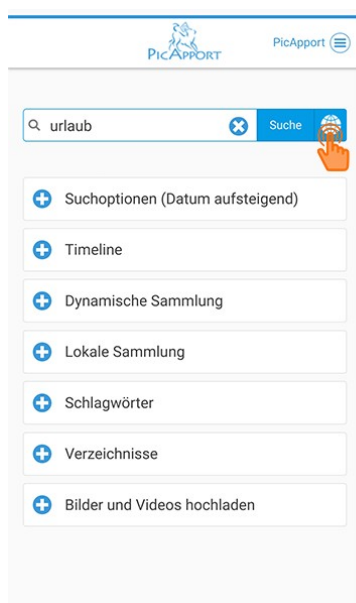 PICAPPORT
PicApport
urlaub
Suche
Suchoptionen (Datum aufsteigend)
Timeline
Dynamische Sammlung
Lokale Sammlung
Schlagwörter
Verzeichnisse
Bilder und Videos hochladen